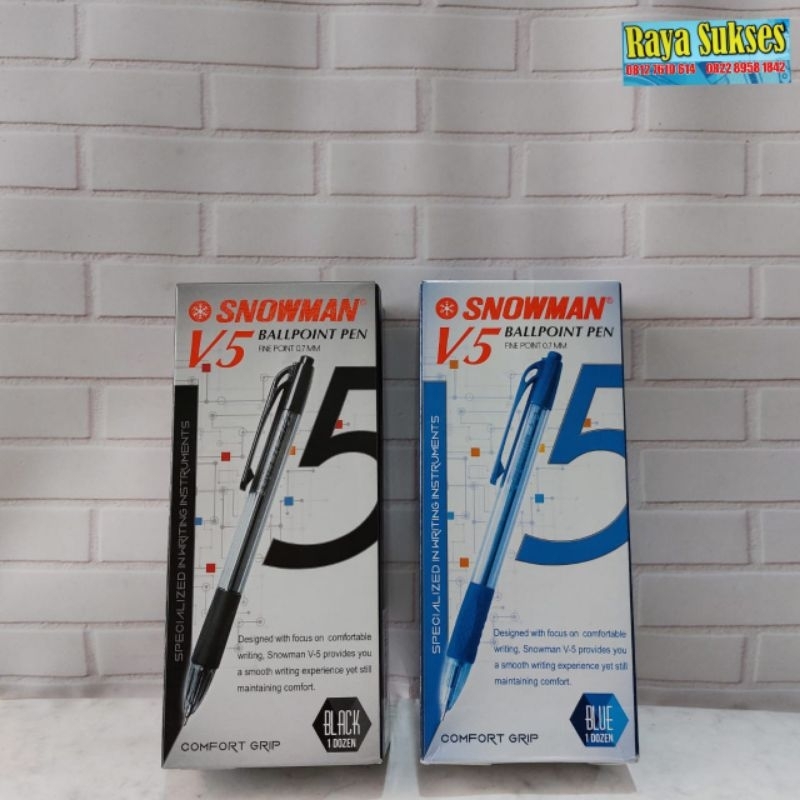 Raya Sukses
0812 7619 614 0822 8958 1842
SNOWMAN©
V.5 BALLPOINT PEN
FINE POINT 0.7 MM
5
SPECIALIZED IN WRITING INSTRUMENTS
Designed with focus on comfortable
writing, Snowman V-5 provides you
a smooth writing experience yet still
maintaining comfort.
BLACK
1 DOZEN
COMFORT GRIP
SNOWMAN©
V.5 BALLPOINT PEN
FINE POINT 0.7 MM
5
SPECIALIZED IN WRITING INSTRUMENTS
Designed with focus on comfortable
writing, Snowman V-5 provides you
a smooth writing experience yet still
maintaining comfort.
BLUE
1 DOZEN
COMFORT GRIP